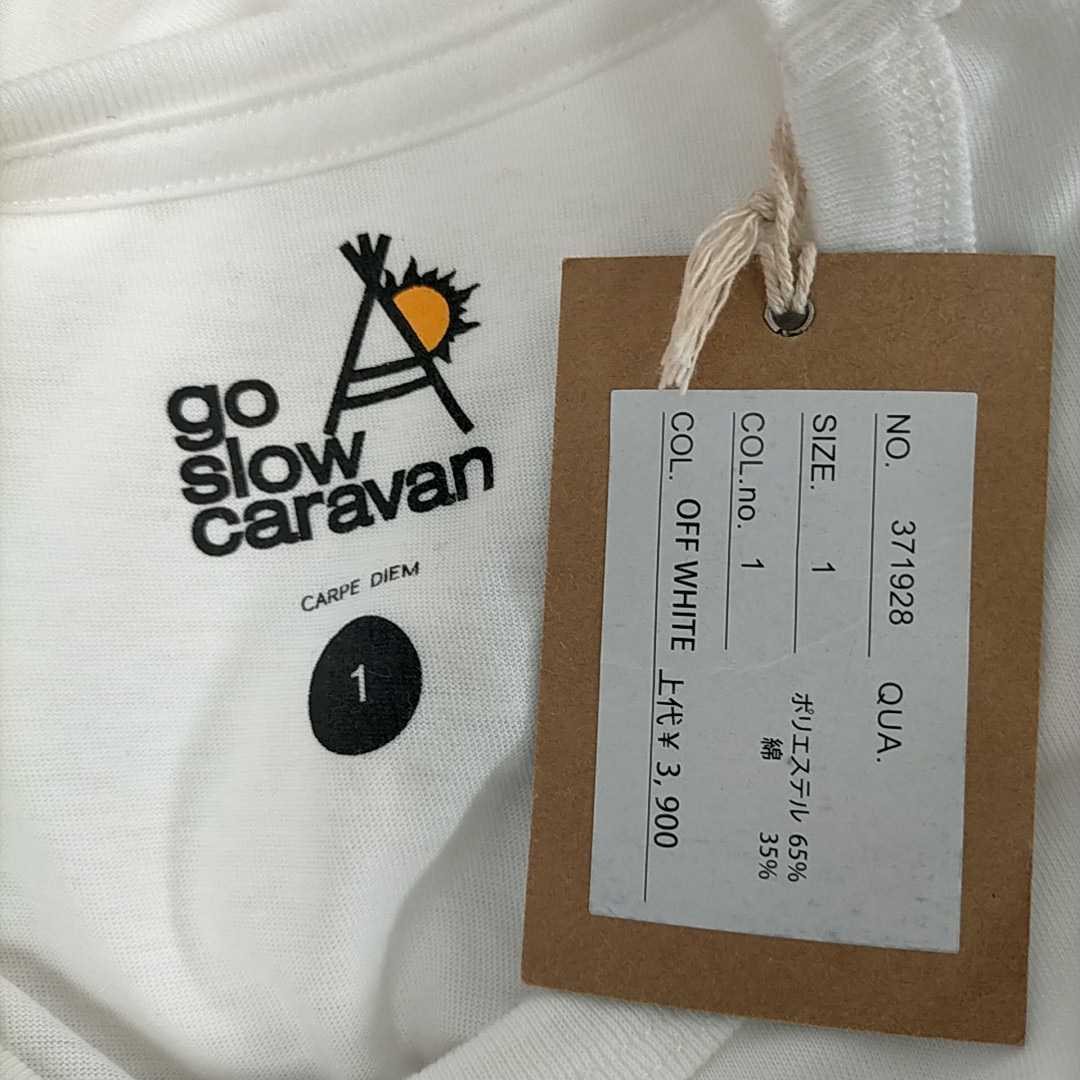 go
slow
caravan
CARPE DIEM
1
NO. 371928 QUA.
SIZE. 1 ポリエステル 65%
綿 35%
COL.no. 1
COL. OFF WHITE 上代¥ 3,900